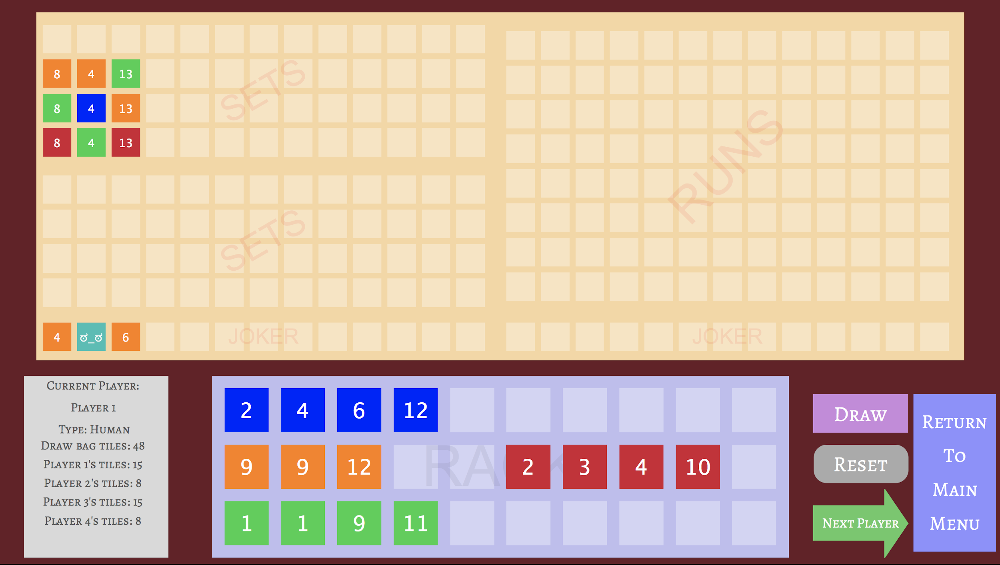 8 4 13
8 4 13
8 4 13
SETS
SETS
RUNS
4 ಠ_ಠ 6
JOKER
JOKER
Current Player:
Player 1
Type: Human
Draw bag tiles: 48
Player 1's tiles: 15
Player 2's tiles: 8
Player 3's tiles: 15
Player 4's tiles: 8
2 4 6 12
9 9 12 2 3 4 10
1 1 9 11
RACK
Draw
Reset
Next Player
Return
To
Main
Menu